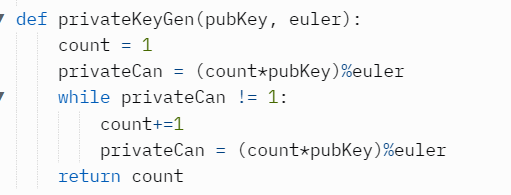 def privateKeyGen(pubKey, euler):
    count = 1
    privateCan = (count*pubKey)%euler
    while privateCan != 1:
        count+=1
        privateCan = (count*pubKey)%euler
    return count